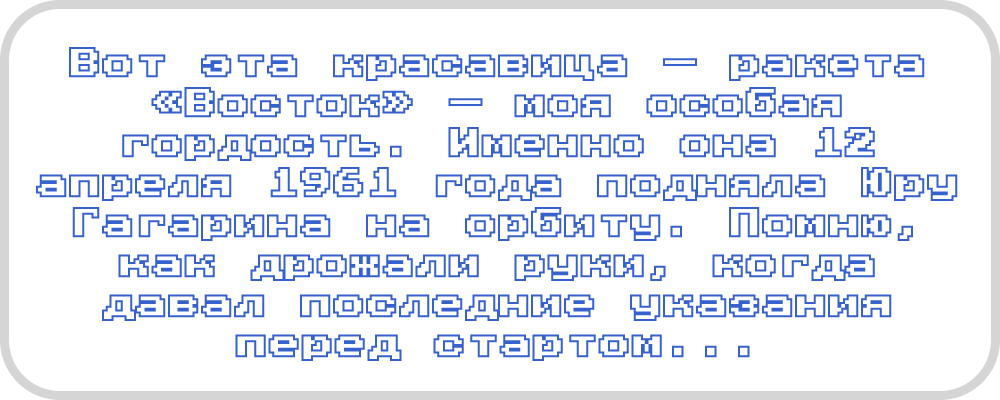 Вот эта красавица – ракета
«Восток» – моя особая
гордость. Именно она 12
апреля 1961 года подняла Юру
Гагарина на орбиту. Помню,
как дрожали руки, когда
давал последние указания
перед стартом...